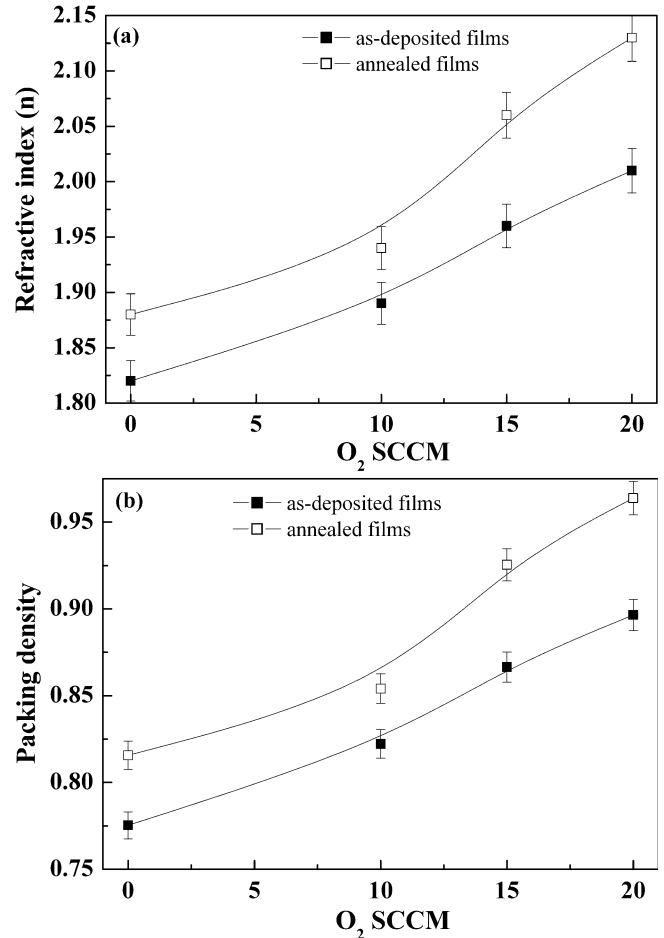 2.15
(a)
as-deposited films
annealed films
2.10
2.05
2.00
1.95
1.90
1.85
1.80
Refractive index (n)
0 5 10 15 20
O₂ SCCM
(b)
as-deposited films
annealed films
0.95
0.90
0.85
0.80
0.75
Packing density
0 5 10 15 20
O₂ SCCM